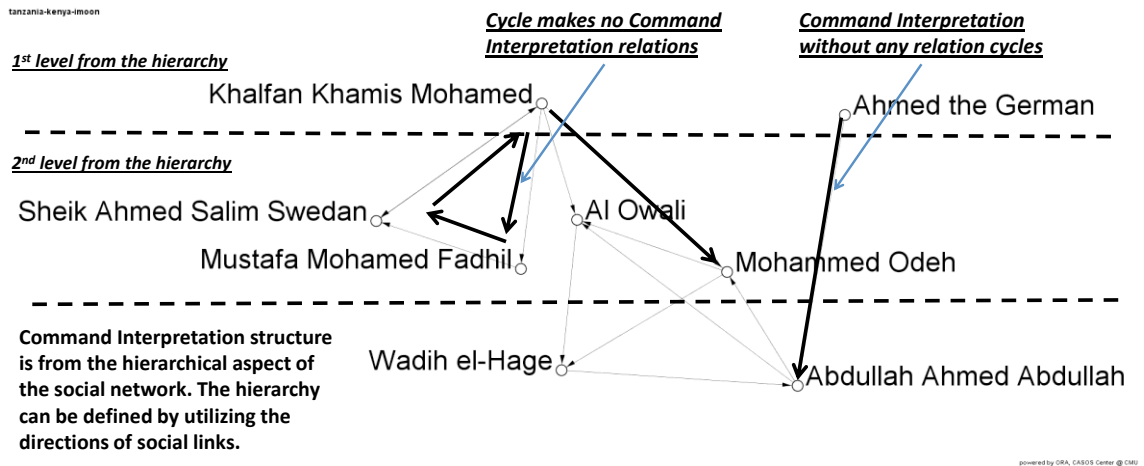 tanzania-kenya-imoon
Cycle makes no Command
Interpretation relations
Command Interpretation
without any relation cycles
1st level from the hierarchy
Khalfan Khamis Mohamed
Ahmed the German
2nd level from the hierarchy
Sheik Ahmed Salim Swedan
Al Owali
Mustafa Mohamed Fadhil
Mohammed Odeh
Command Interpretation structure
is from the hierarchical aspect of
the social network. The hierarchy
can be defined by utilizing the
directions of social links.
Wadih el-Hage
Abdullah Ahmed Abdullah
powered by ORA, CASOS Center @ CMU